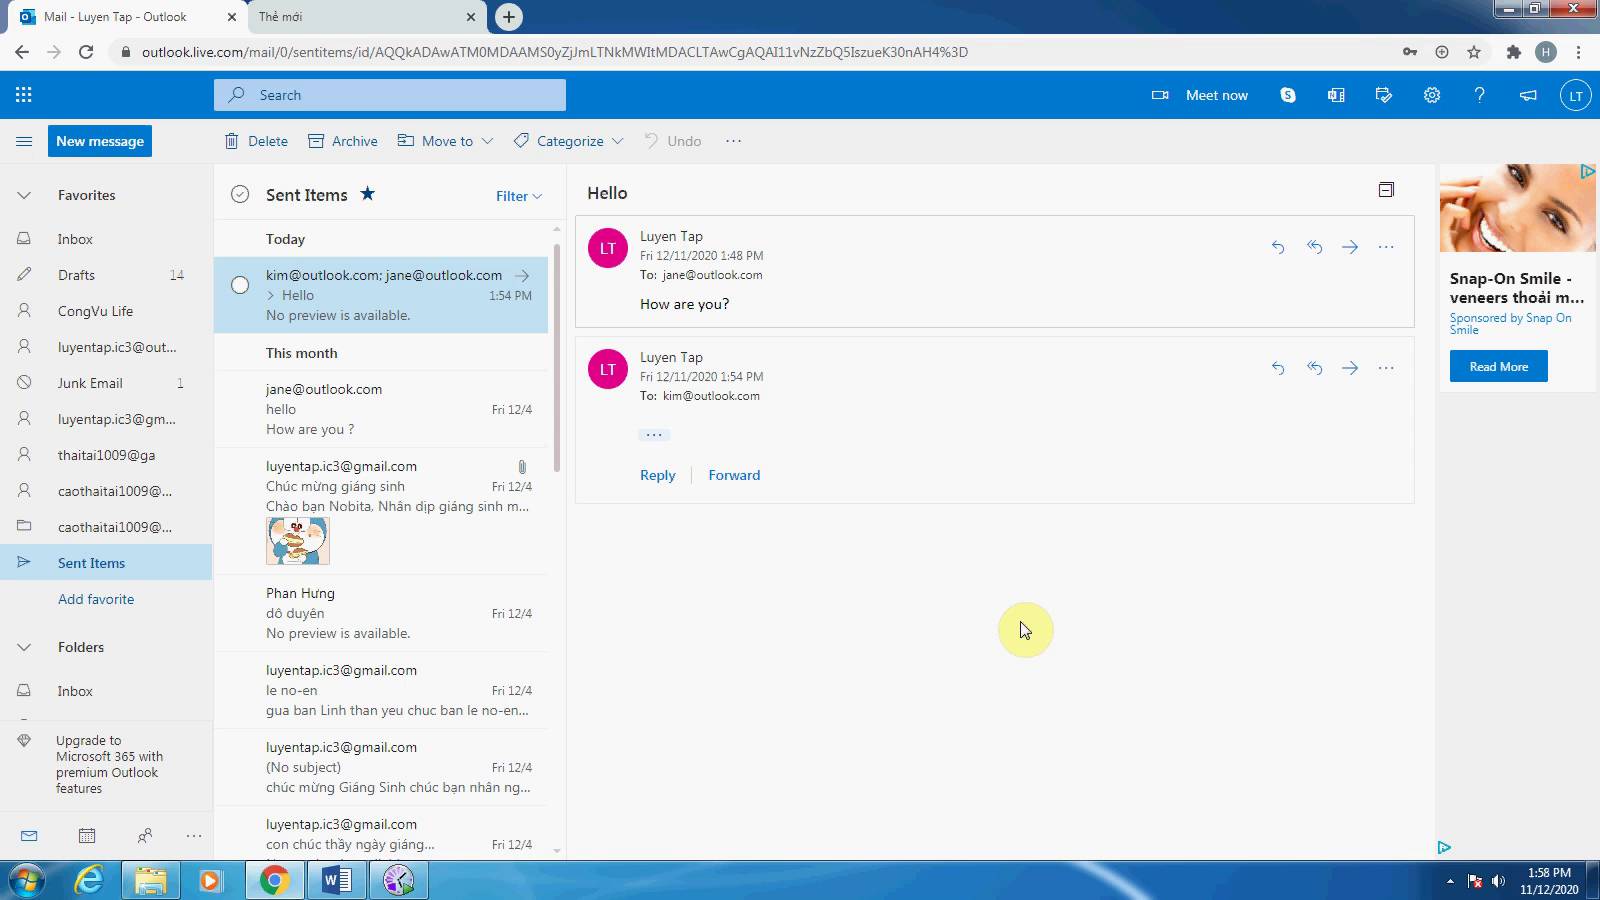 Mail - Luyen Tap - Outlook
Thẻ mới
outlook.live.com/mail/0/sentitems/id/AQQkADAwATM0MDAAMS0yZjJmLTNkMWItMDACLTAwCgAQAI11vNzZbQ5IszueK30nAH4%3D
H
Search
Meet now
LT
New message
Delete
Archive
Move to
Categorize
Undo
Favorites
Inbox
Drafts 14
CongVu Life
luyentap.ic3@out...
Junk Email 1
luyentap.ic3@gm...
thaitai1009@ga
caothaitai1009@...
caothaitai1009@...
Sent Items
Add favorite
Folders
Inbox
Upgrade to
Microsoft 365 with
premium Outlook
features
Sent Items
Filter
Today
kim@outlook.com; jane@outlook.com
Hello 1:54 PM
No preview is available.
This month
jane@outlook.com
hello Fri 12/4
How are you ?
luyentap.ic3@gmail.com
Chúc mừng giáng sinh Fri 12/4
Chào bạn Nobita, Nhân dịp giáng sinh m...
Phan Hưng
dô duyên Fri 12/4
No preview is available.
luyentap.ic3@gmail.com
le no-en Fri 12/4
gua ban Linh than yeu chuc ban le no-en...
luyentap.ic3@gmail.com
(No subject) Fri 12/4
chúc mừng Giáng Sinh chúc bạn nhân ng...
luyentap.ic3@gmail.com
con chúc thầy ngày giáng... Fri 12/4
Hello
LT
Luyen Tap
Fri 12/11/2020 1:48 PM
To: jane@outlook.com
How are you?
LT
Luyen Tap
Fri 12/11/2020 1:54 PM
To: kim@outlook.com
...
Reply
Forward
Snap-On Smile -
veneers thoải m...
Sponsored by Snap On
Smile
Read More
1:58 PM
11/12/2020